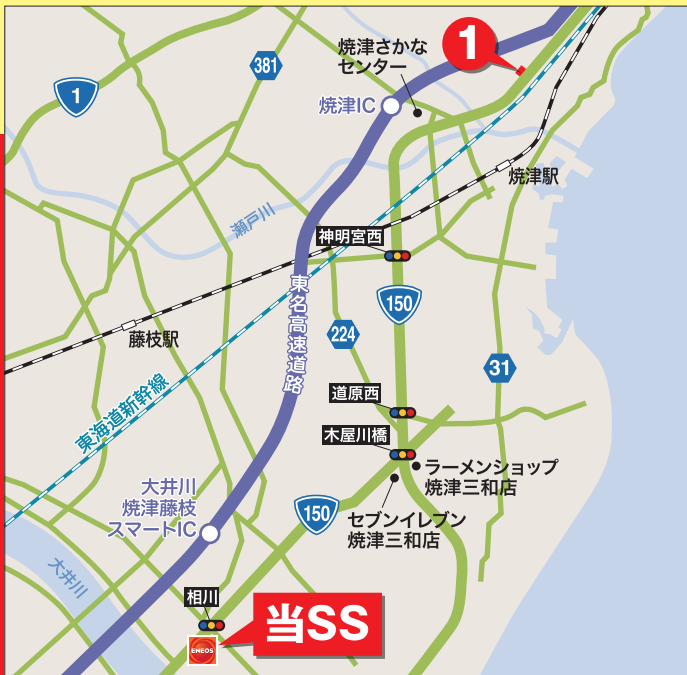 焼津さかな
センター
1
381
1
焼津IC
焼津駅
瀬戸川
神明宮西
150
東名高速道路
224
藤枝駅
31
東海道新幹線
道原西
木屋川橋
ラーメンショップ
焼津三和店
大井川
焼津藤枝
スマートIC
150
セブンイレブン
焼津三和店
大井川
相川
当SS
ENEOS